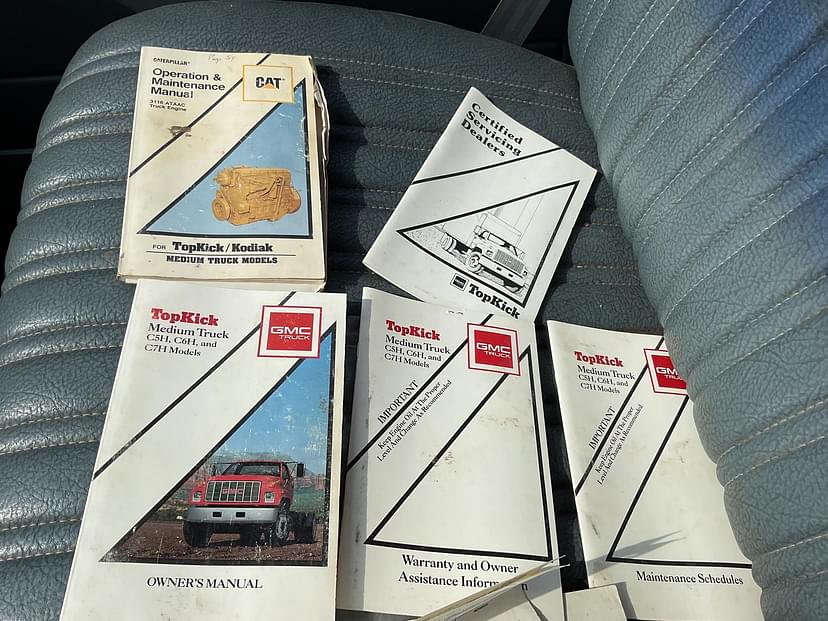 CATERPILLAR
Page 54
Operation &
Maintenance
Manual
3116 ATAAC
Truck Engine
CAT
FOR TopKick/Kodiak
MEDIUM TRUCK MODELS
Certified
Servicing
Dealers
TopKick
TopKick
Medium Truck
C5H, C6H, and
C7H Models
GMC
TRUCK
OWNER'S MANUAL
TopKick
Medium Truck
C5H, C6H, and
C7H Models
GMC
TRUCK
IMPORTANT
Keep Engine Oil At The Proper
Level And Change As Recommended
Warranty and Owner
Assistance
TopKick
Medium Truck
C5H, C6H, and
C7H Models
GM
TRUCK
IMPORTANT
Keep Engine Oil At The Proper
Level And Change As Recommended
Maintenance Schedules